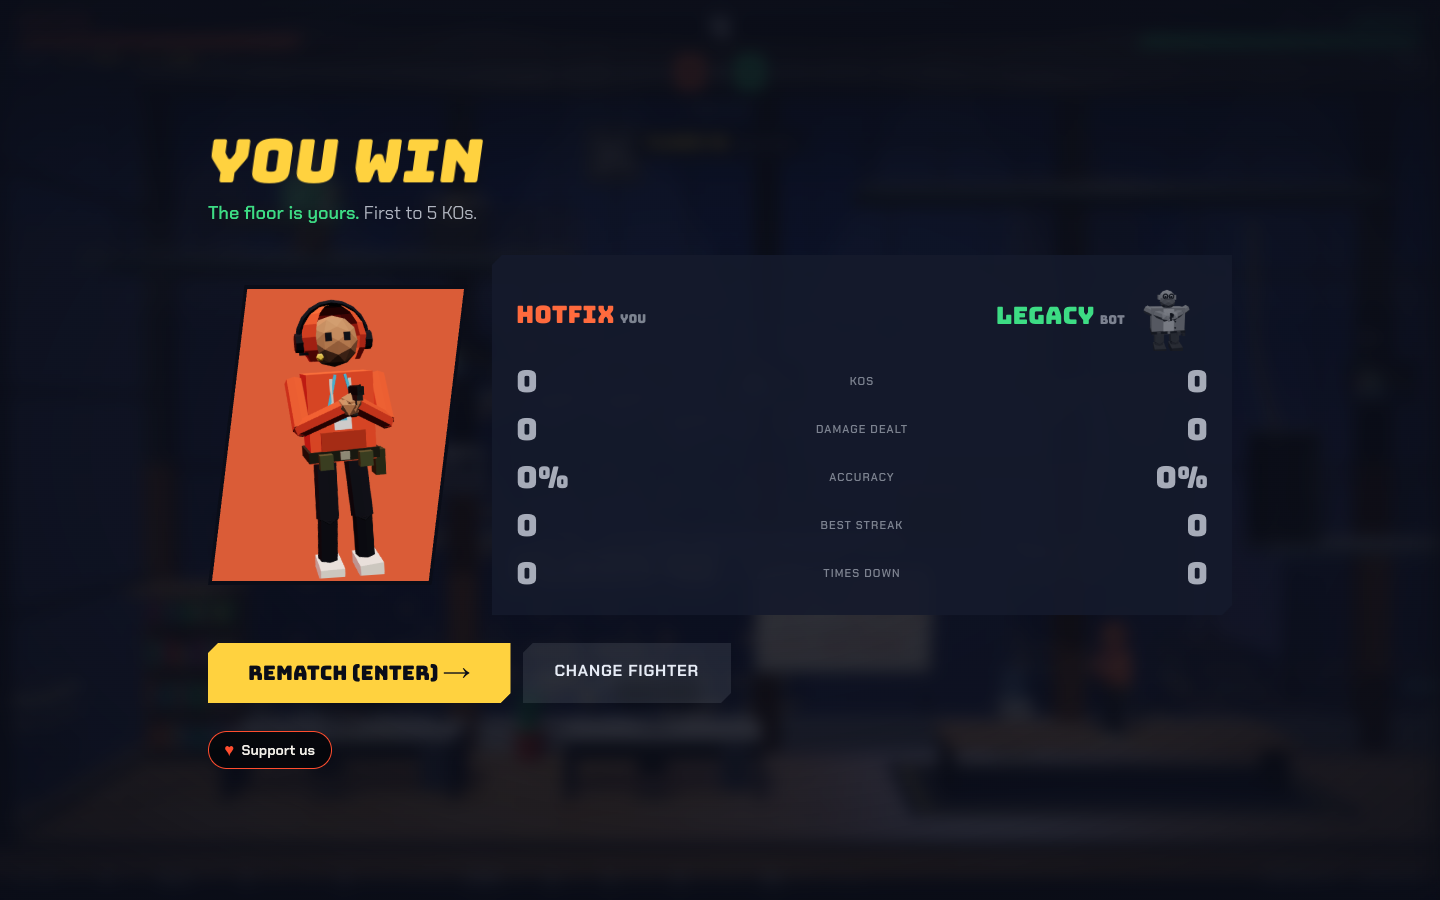 YOU WIN
The floor is yours. First to 5 KOs.
HOTFIX YOU
LEGACY BOT
0 KOS 0
0 DAMAGE DEALT 0
0% ACCURACY 0%
0 BEST STREAK 0
0 TIMES DOWN 0
REMATCH (ENTER) →
CHANGE FIGHTER
♥ Support us